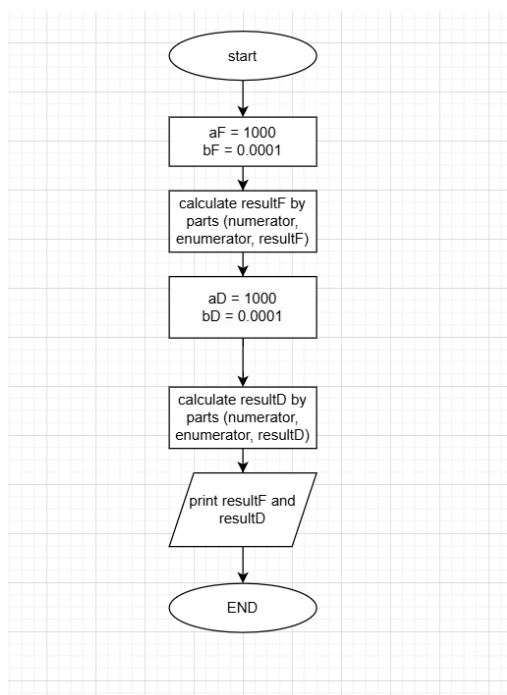 start
aF = 1000
bF = 0.0001
calculate resultF by
parts (numerator,
enumerator, resultF)
aD = 1000
bD = 0.0001
calculate resultD by
parts (numerator,
enumerator, resultD)
print resultF and
resultD
END